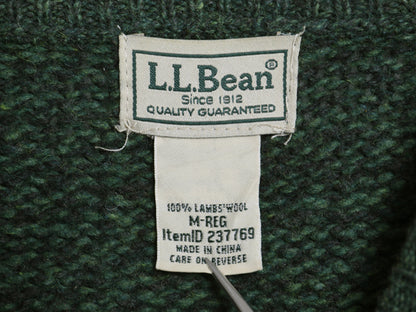 L.L.Bean®
Since 1912
QUALITY GUARANTEED
100% LAMBS' WOOL
M-REG
ItemID 237769
MADE IN CHINA
CARE ON REVERSE